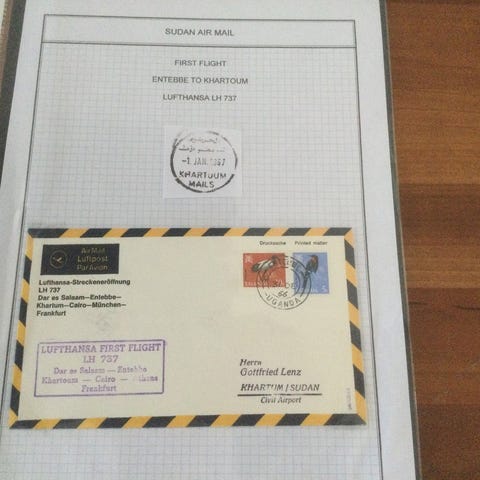 SUDAN AIR MAIL
FIRST FLIGHT
ENTEBBE TO KHARTOUM
LUFTHANSA LH 737
-1. JAN. 1967
KHARTOUM
MAILS
Air Mail
Luftpost
Par Avion
Drucksache Printed matter
Lufthansa-Streckeneröffnung
LH 737
Dar es Salaam—Entebbe—
Khartum—Cairo—München—
Frankfurt
UGANDA
LUFTHANSA FIRST FLIGHT
LH 737
Dar es Salaam — Entebbe
Khartoum — Cairo — Athens
Frankfurt
Herrn
Gottfried Lenz
KHARTUM / SUDAN
Civil Airport